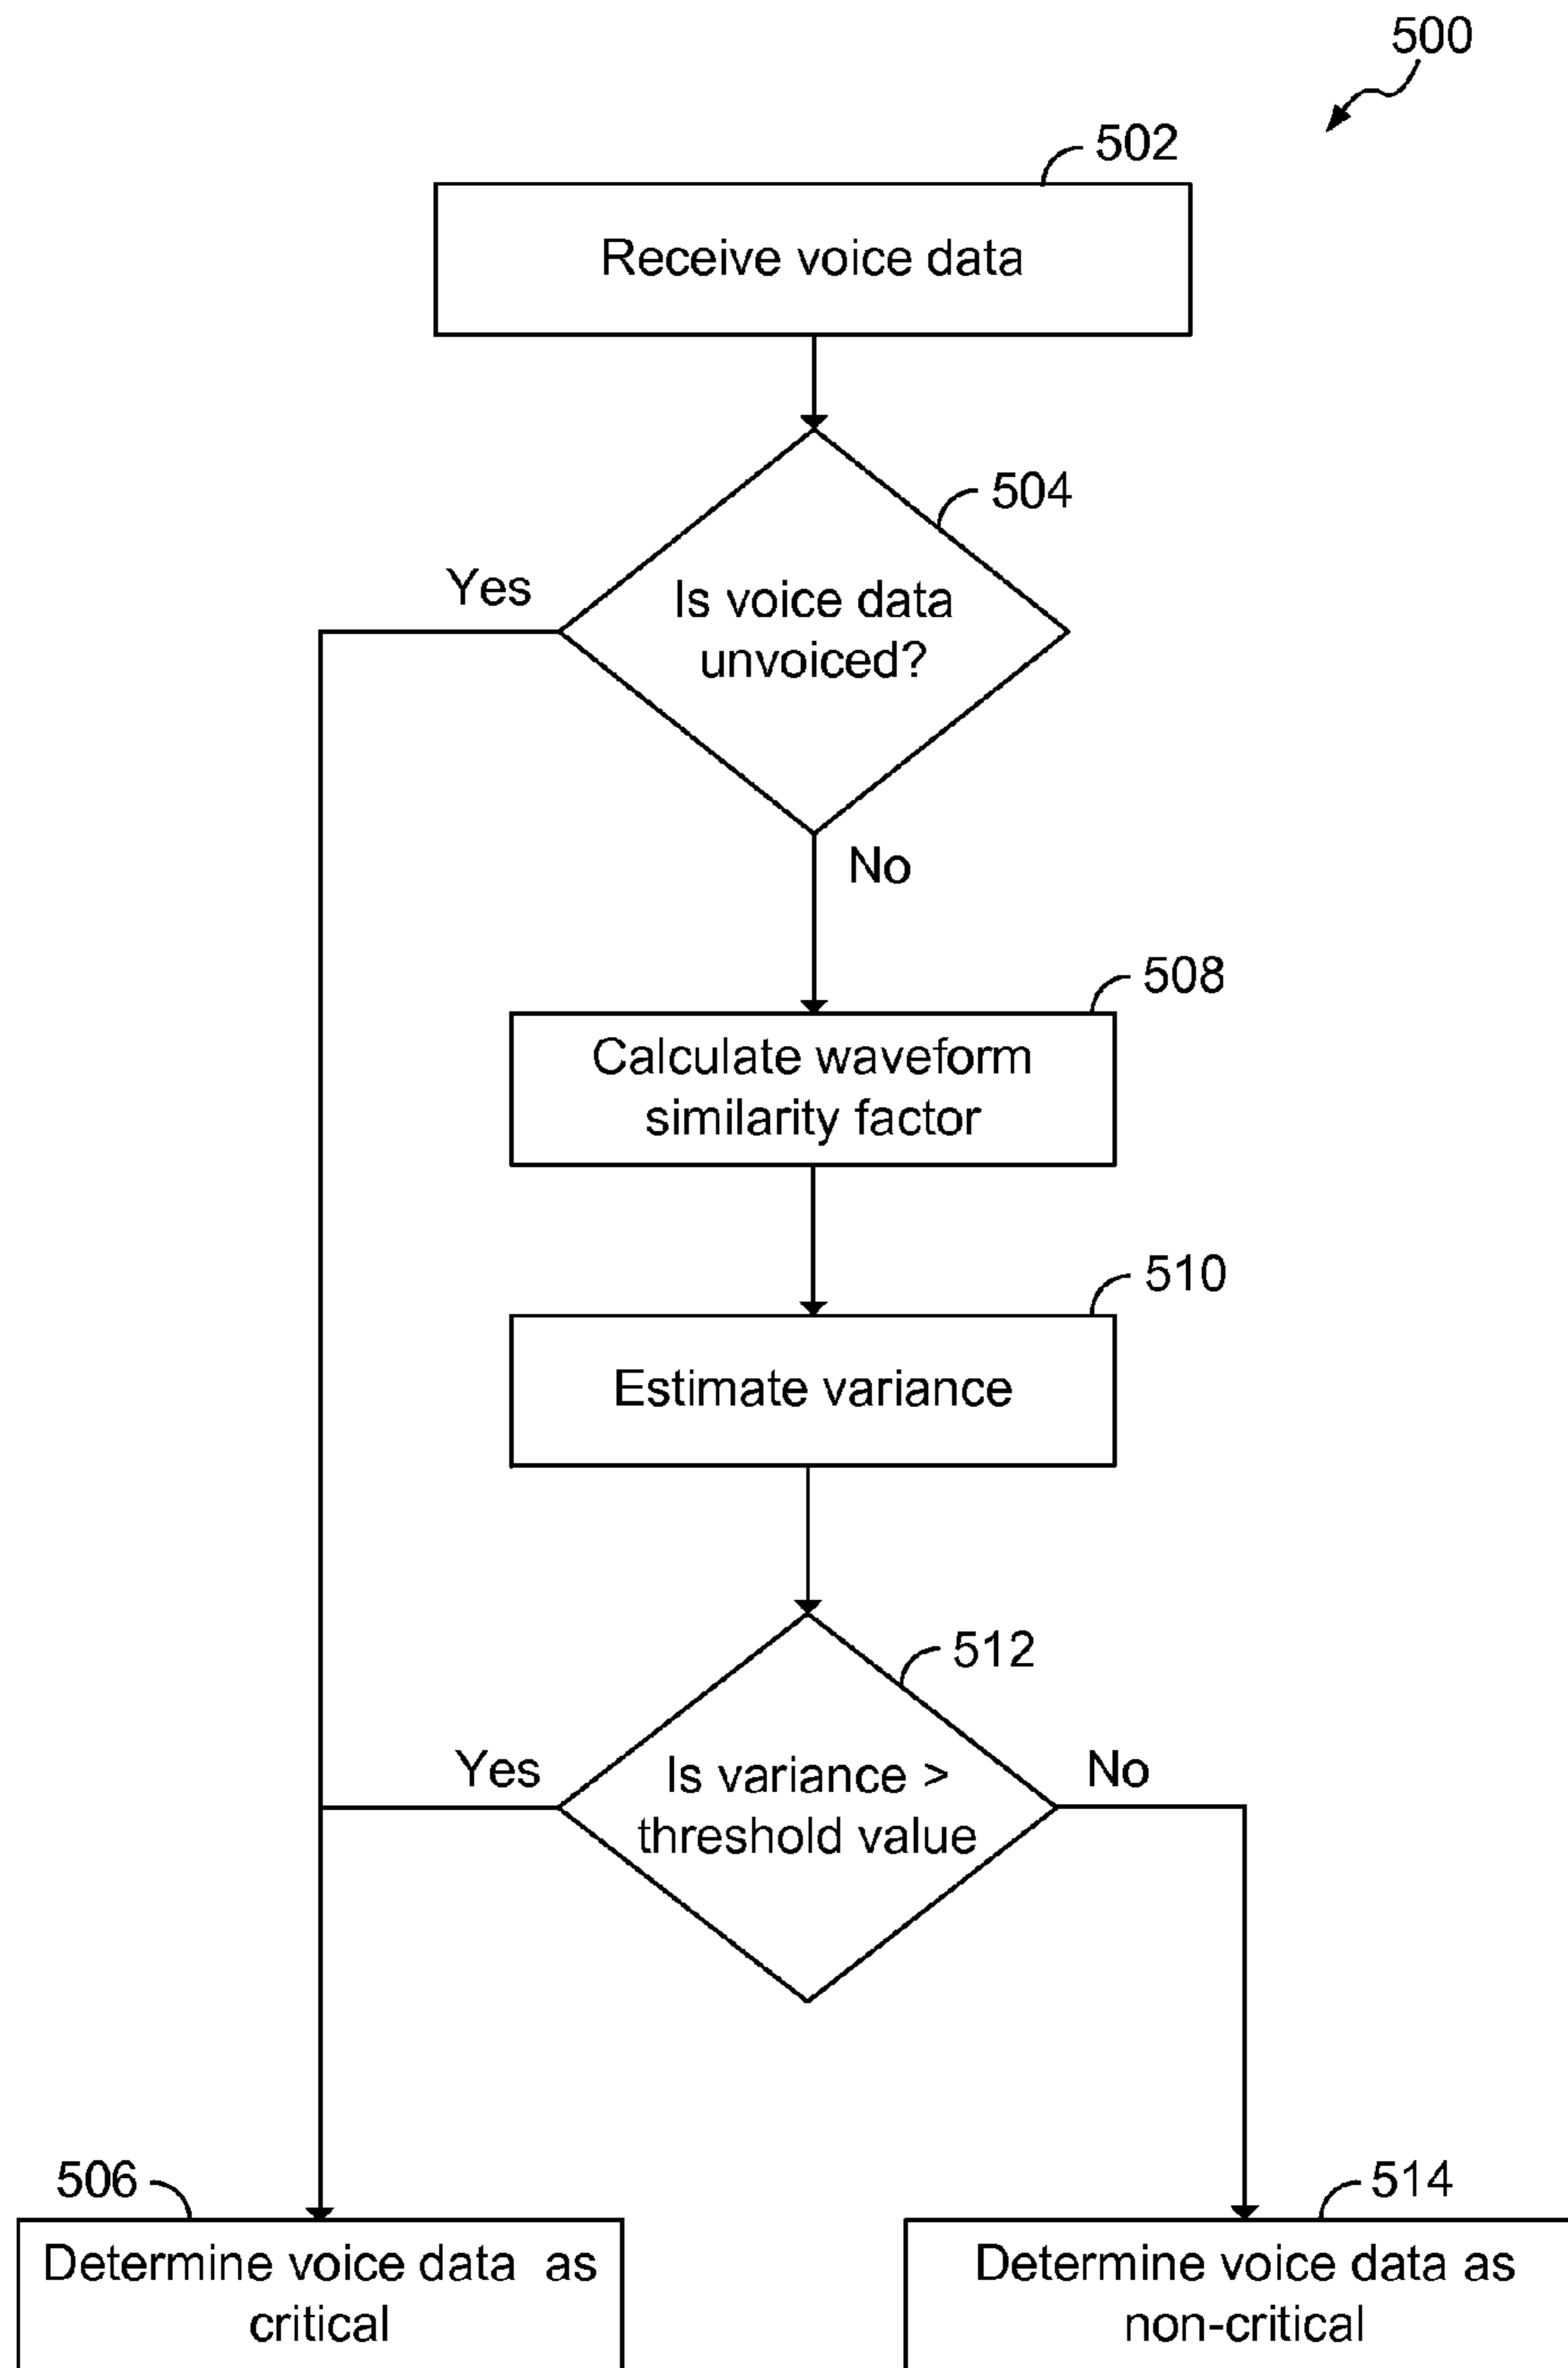 500
502
Receive voice data
504
Yes
Is voice data
unvoiced?
No
508
Calculate waveform
similarity factor
510
Estimate variance
512
Yes
Is variance >
threshold value
No
506
Determine voice data as
critical
514
Determine voice data as
non-critical